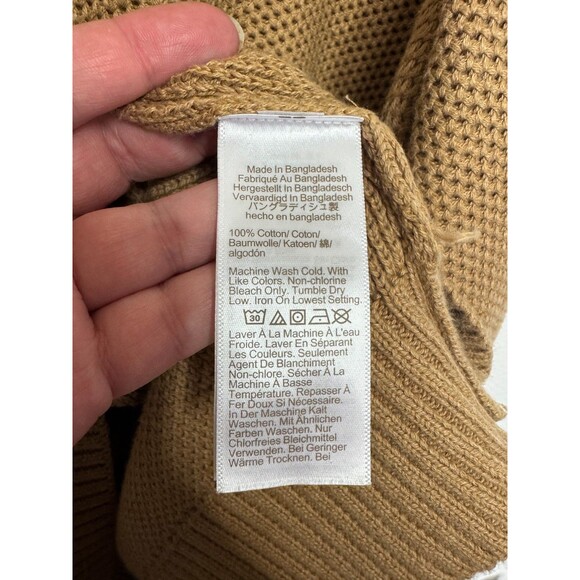 Made In Bangladesh
Fabriqué Au Bangladesh
Hergestellt In Bangladesch
Vervaardigd In Bangladesh
バングラディシュ製
hecho en bangladesh
100% Cotton/ Coton/
Baumwolle/ Katoen/ 綿/
algodón
Machine Wash Cold. With
Like Colors. Non-chlorine
Bleach Only. Tumble Dry
Low. Iron On Lowest Setting.
30
Laver À La Machine À L'eau
Froide. Laver En Séparant
Les Couleurs. Seulement
Agent De Blanchiment
Non-chlore. Sécher À La
Machine À Basse
Température. Repasser À
Fer Doux Si Nécessaire.
In Der Maschine Kalt
Waschen. Mit Ähnlichen
Farben Waschen. Nur
Chlorfreies Bleichmittel
Verwenden. Bei Geringer
Wärme Trocknen. Bei